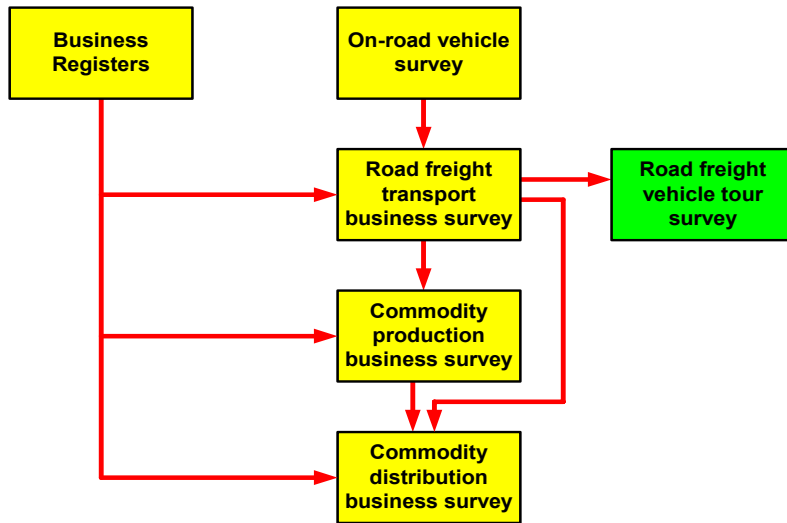 Business
Registers
On-road vehicle
survey
Road freight
transport
business survey
Road freight
vehicle tour
survey
Commodity
production
business survey
Commodity
distribution
business survey